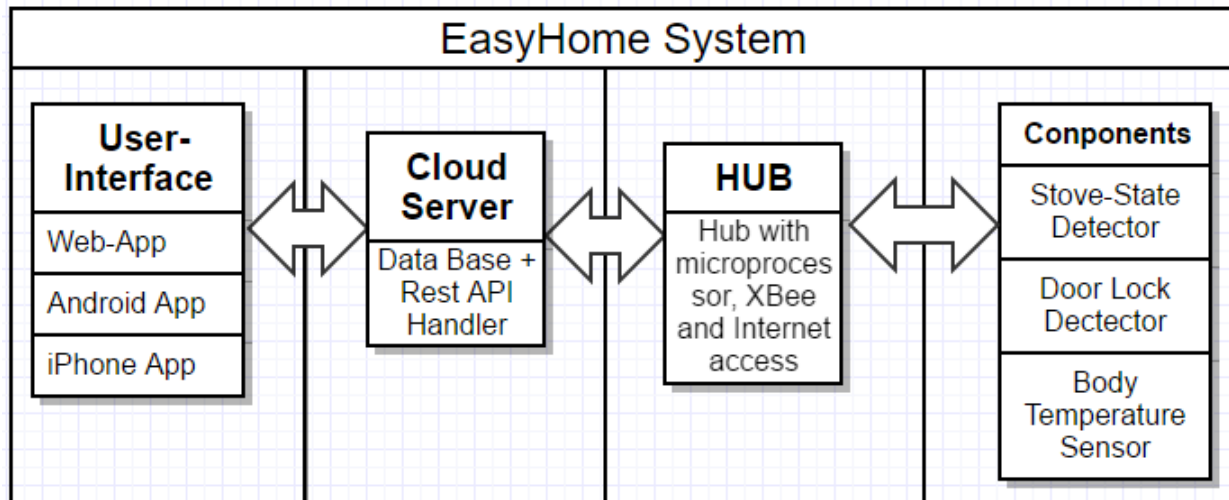 EasyHome System
User-
Interface
Web-App
Android App
iPhone App
Cloud
Server
Data Base +
Rest API
Handler
HUB
Hub with
microproces
sor, XBee
and Internet
access
Conponents
Stove-State
Detector
Door Lock
Dectector
Body
Temperature
Sensor